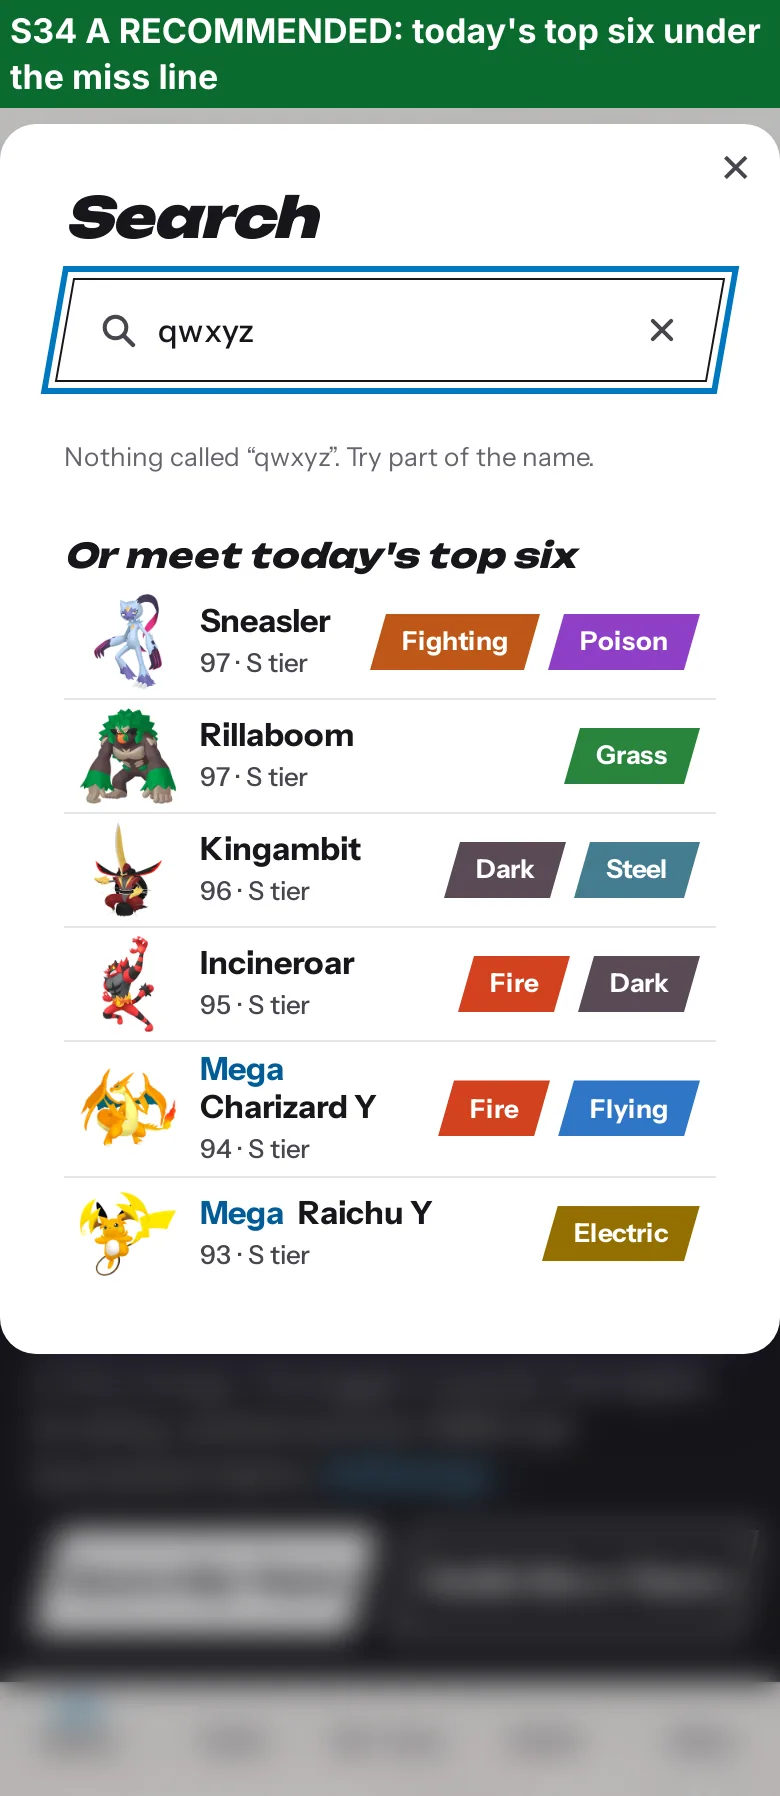 S34 A RECOMMENDED: today's top six under
the miss line
Search
qwxyz
Nothing called “qwxyz”. Try part of the name.
Or meet today's top six
Sneasler
97 · S tier
Fighting
Poison
Rillaboom
97 · S tier
Grass
Kingambit
96 · S tier
Dark
Steel
Incineroar
95 · S tier
Fire
Dark
Mega
Charizard Y
94 · S tier
Fire
Flying
Mega Raichu Y
93 · S tier
Electric